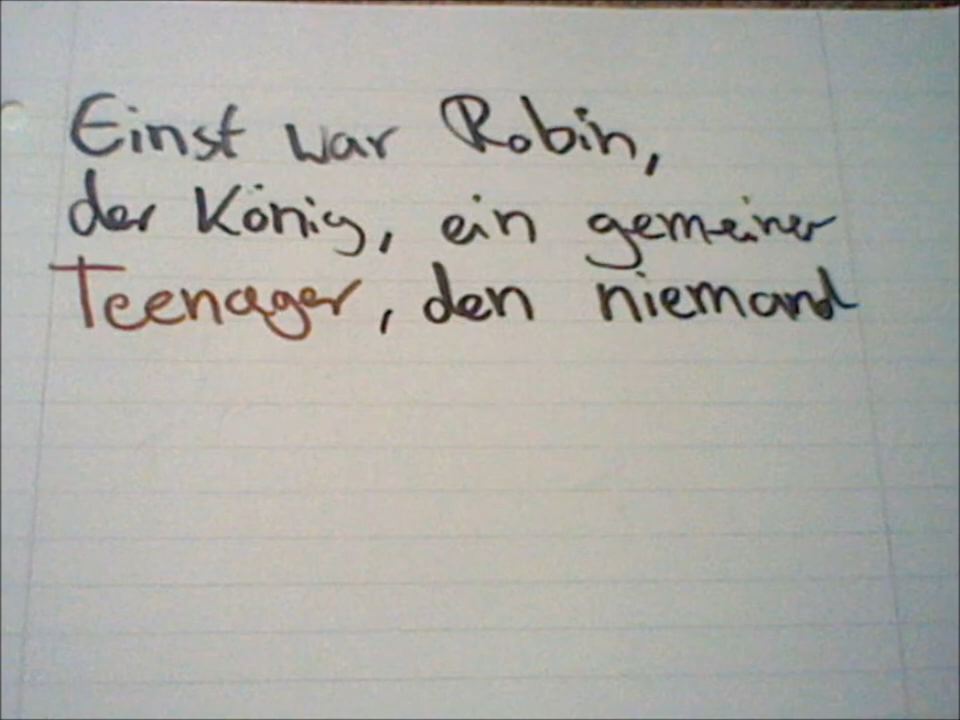 Einst war Robin,
der König, ein gemeiner
Teenager, den niemand